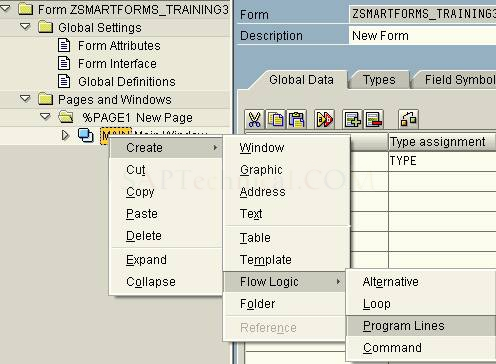 Form ZSMARTFORMS_TRAINING3
Global Settings
Form Attributes
Form Interface
Global Definitions
Pages and Windows
%PAGE1 New Page
MAIN Main Window
Form ZSMARTFORMS_TRAINING3
Description New Form
Global Data Types Field Symbol
Type assignment
TYPE
Create
Cut
Copy
Paste
Delete
Expand
Collapse
Window
Graphic
Address
Text
Table
Template
Flow Logic
Folder
Reference
Alternative
Loop
Program Lines
Command